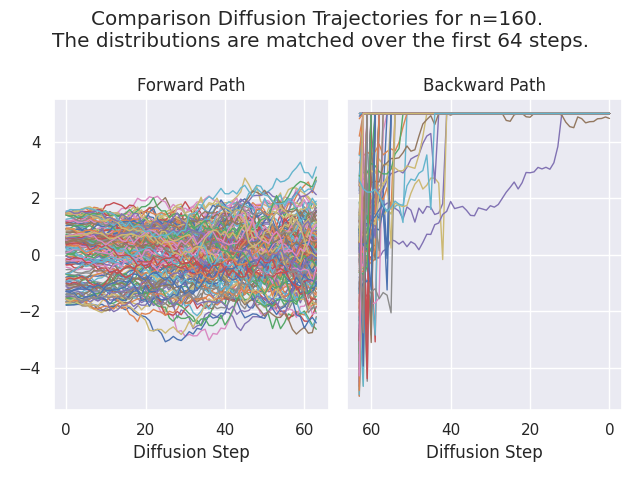 Comparison Diffusion Trajectories for n=160.
The distributions are matched over the first 64 steps.
Forward Path
Backward Path
4
2
0
−2
−4
0
20
40
60
60
40
20
0
Diffusion Step
Diffusion Step